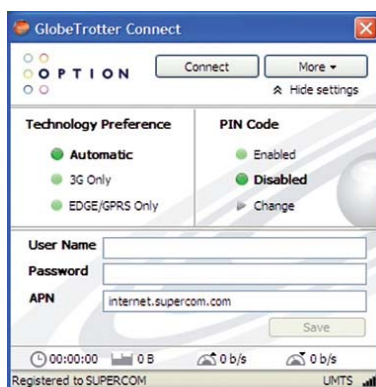 GlobeTrotter Connect
OPTION
Connect More
Hide settings
Technology Preference PIN Code
Automatic Enabled
3G Only Disabled
EDGE/GPRS Only Change
User Name
Password
APN internet.supercom.com
Save
00:00:00 0 B 0 b/s 0 b/s
Registered to SUPERCOM UMTS